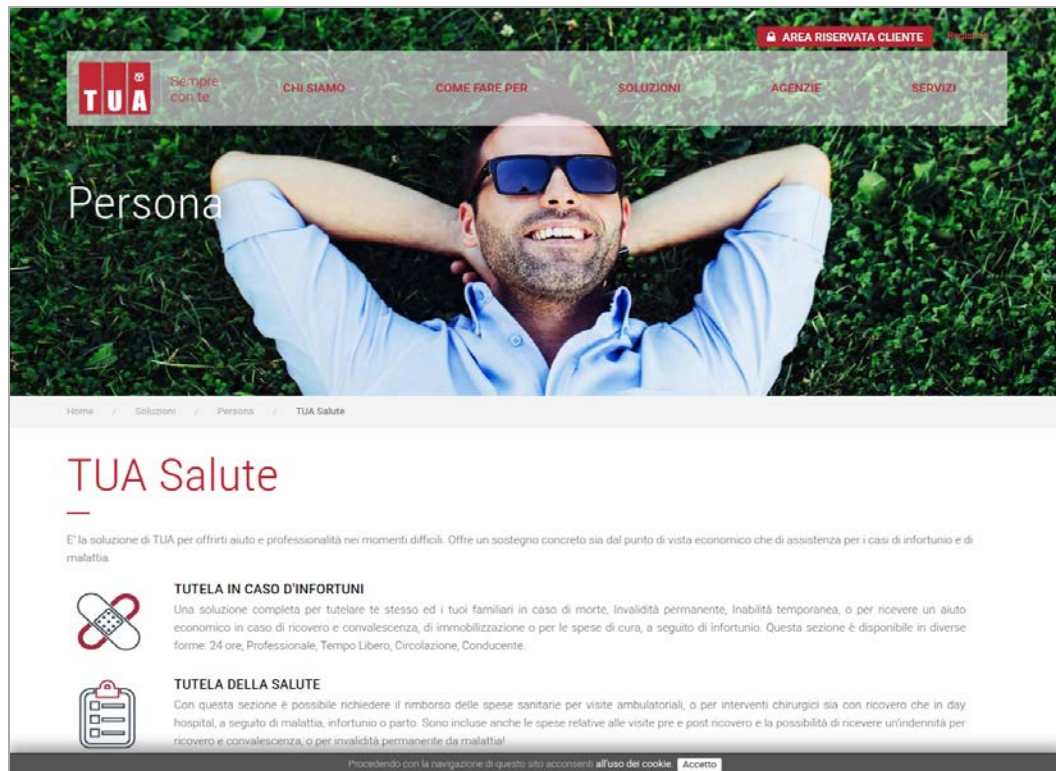 AREA RISERVATA CLIENTE Registrati
TUA Sempre
con te
CHI SIAMO COME FARE PER SOLUZIONI AGENZIE SERVIZI
Persona
Home / Soluzioni / Persona / TUA Salute
TUA Salute
E' la soluzione di TUA per offrirti aiuto e professionalità nei momenti difficili. Offre un sostegno concreto sia dal punto di vista economico che di assistenza per i casi di infortunio e di
malattia.
TUTELA IN CASO D'INFORTUNI
Una soluzione completa per tutelare te stesso ed i tuoi familiari in caso di morte, Invalidità permanente, Inabilità temporanea, o per ricevere un aiuto
economico in caso di ricovero e convalescenza, di immobilizzazione o per le spese di cura, a seguito di infortunio. Questa sezione è disponibile in diverse
forme: 24 ore, Professionale, Tempo Libero, Circolazione, Conducente.
TUTELA DELLA SALUTE
Con questa sezione è possibile richiedere il rimborso delle spese sanitarie per visite ambulatoriali, o per interventi chirurgici sia con ricovero che in day
hospital, a seguito di malattia, infortunio o parto. Sono incluse anche le spese relative alle visite pre e post ricovero e la possibilità di ricevere un'indennità per
ricovero e convalescenza, o per invalidità permanente da malattia!
Procedendo con la navigazione di questo sito acconsenti all'uso dei cookie. Accetto